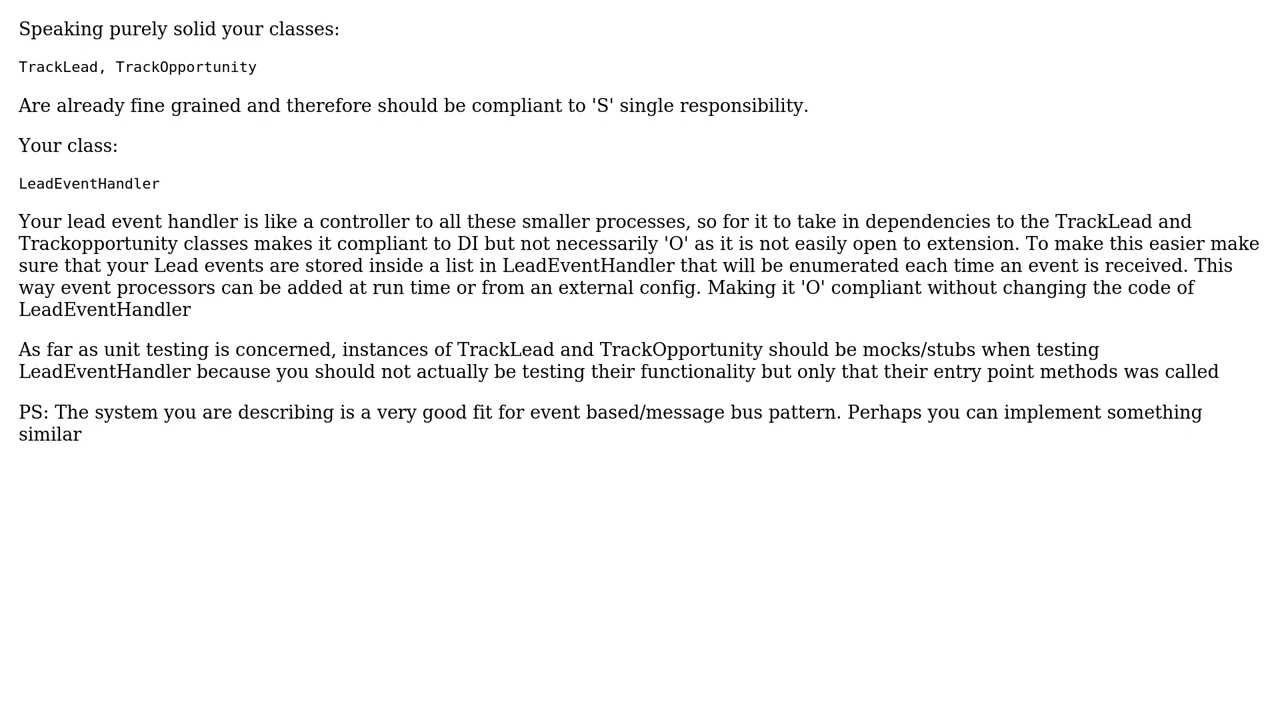 Speaking purely solid your classes:
TrackLead, TrackOpportunity
Are already fine grained and therefore should be compliant to 'S' single responsibility.
Your class:
LeadEventHandler
Your lead event handler is like a controller to all these smaller processes, so for it to take in dependencies to the TrackLead and
Trackopportunity classes makes it compliant to DI but not necessarily 'O' as it is not easily open to extension. To make this easier make
sure that your Lead events are stored inside a list in LeadEventHandler that will be enumerated each time an event is received. This
way event processors can be added at run time or from an external config. Making it 'O' compliant without changing the code of
LeadEventHandler
As far as unit testing is concerned, instances of TrackLead and TrackOpportunity should be mocks/stubs when testing
LeadEventHandler because you should not actually be testing their functionality but only that their entry point methods was called
PS: The system you are describing is a very good fit for event based/message bus pattern. Perhaps you can implement something
similar